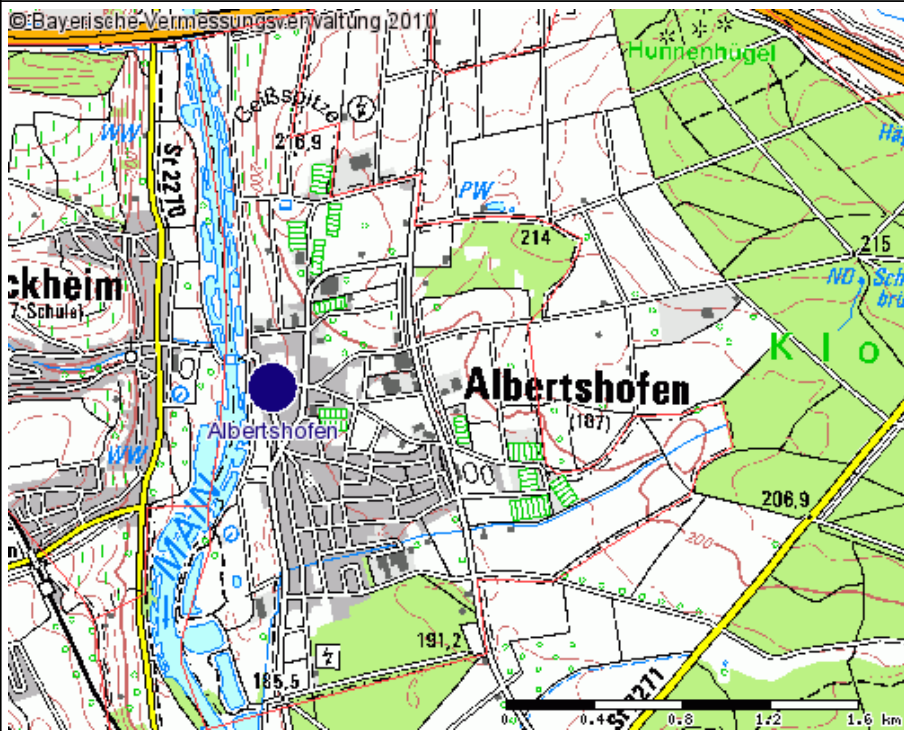 © Bayerische Vermessungsverwaltung 2010
Hunnenhügel
Geißspitze
216,9
WW
St 2270
PW
214
215
ckheim
7 Schule)
ND
K l o
Albertshofen
(187)
Albertshofen
WW
MAIN
206,9
200
191,2
185,5
St 2271
0 0.4 0.8 1.2 1.6 km